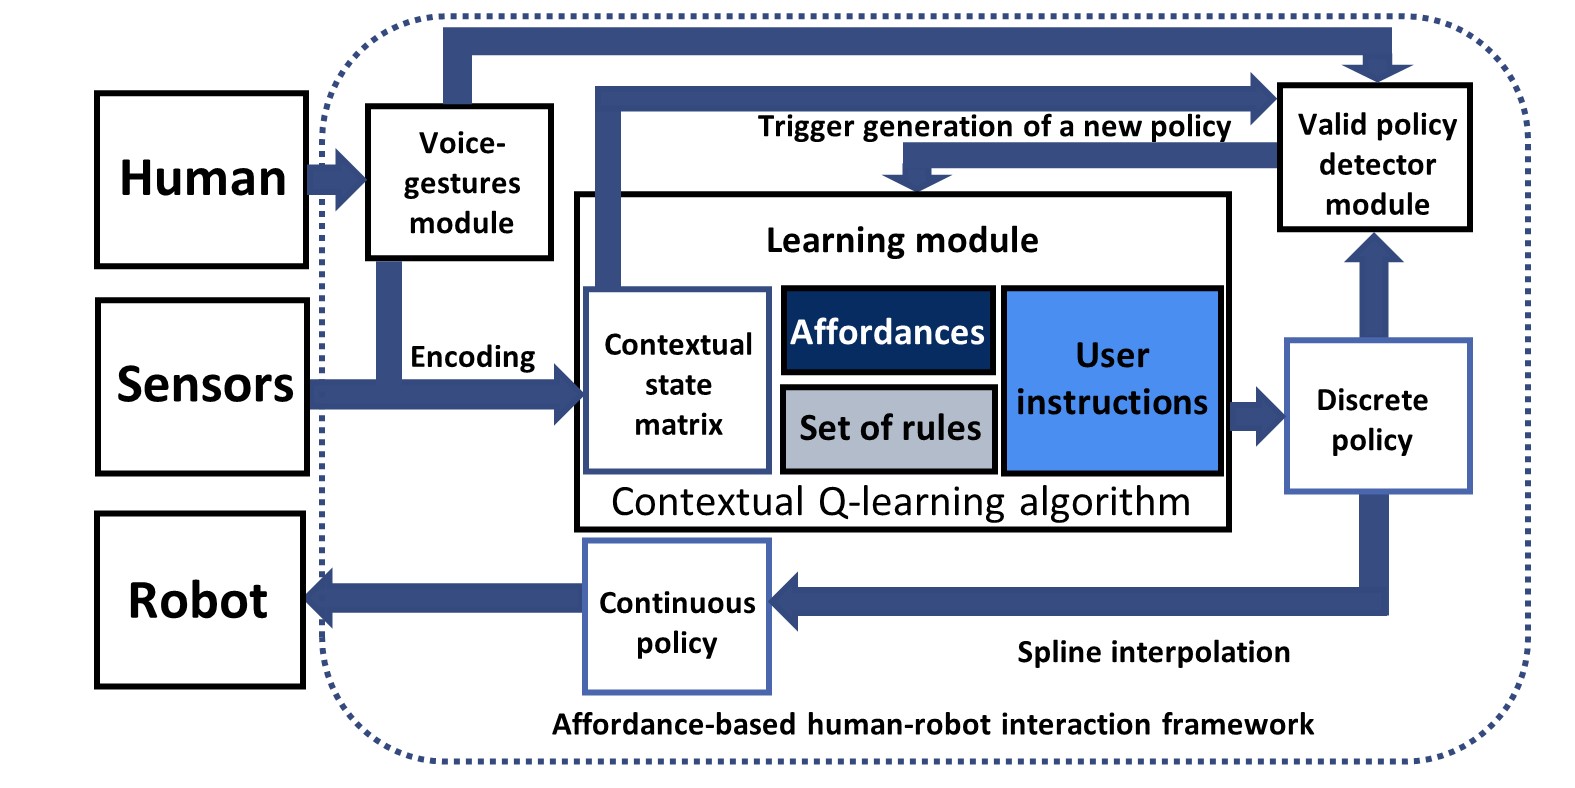 Human
Voice-
gestures
module
Trigger generation of a new policy
Valid policy
detector
module
Sensors
Encoding
Learning module
Contextual
state
matrix
Affordances
Set of rules
User
instructions
Contextual Q-learning algorithm
Discrete
policy
Robot
Continuous
policy
Spline interpolation
Affordance-based human-robot interaction framework